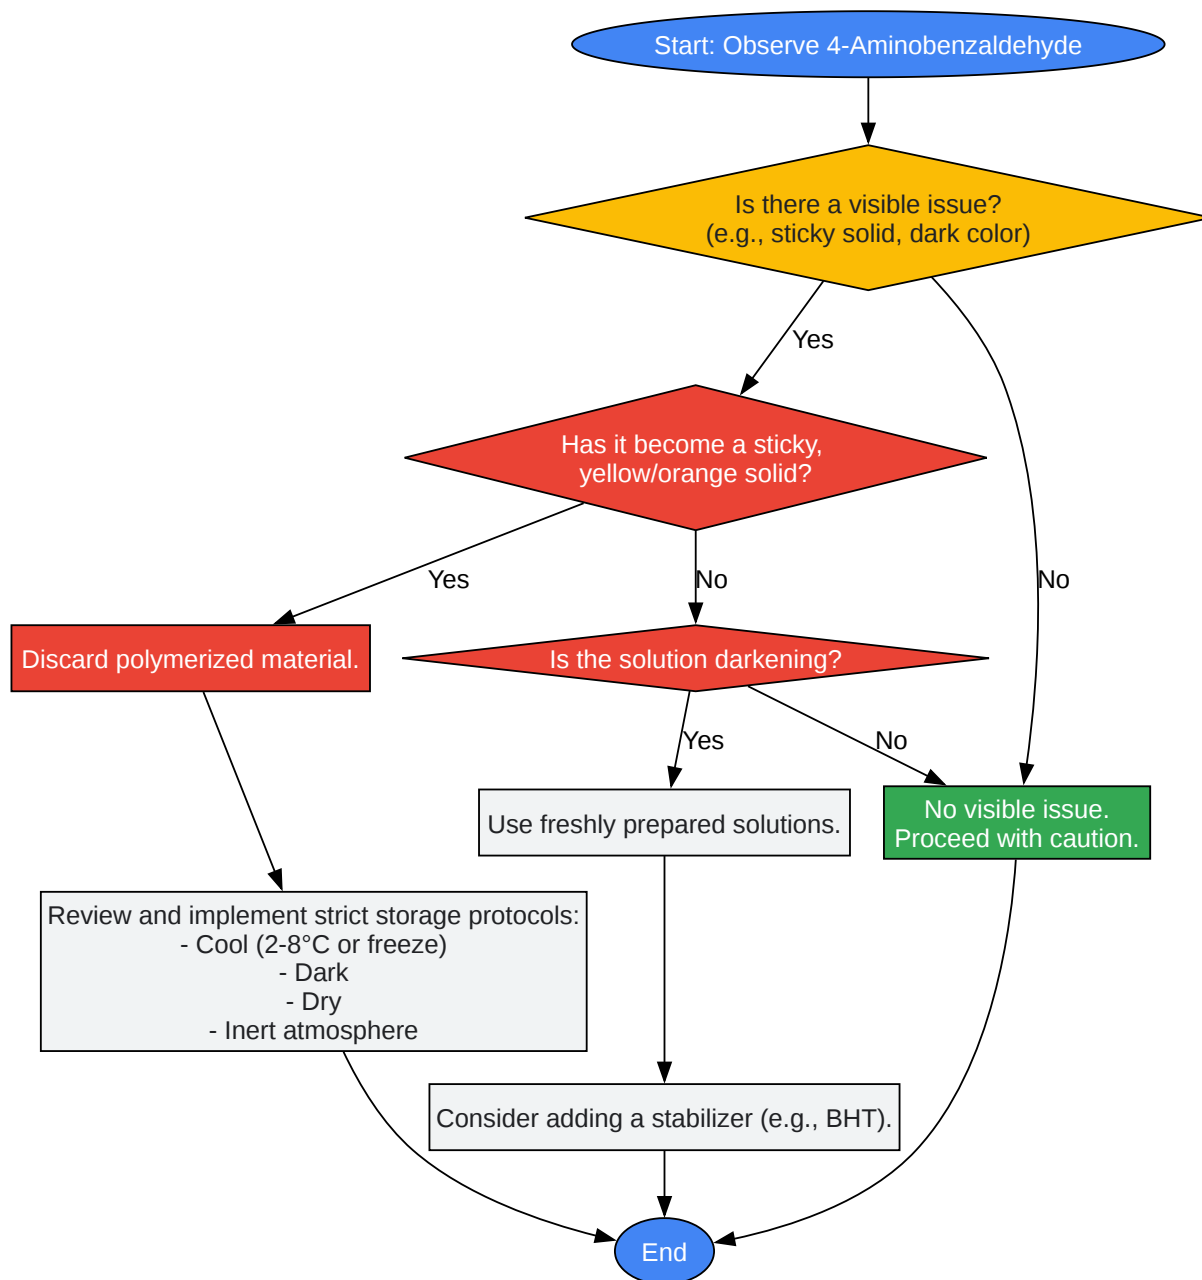 Start: Observe 4-Aminobenzaldehyde
Is there a visible issue?
(e.g., sticky solid, dark color)
Yes
Has it become a sticky,
yellow/orange solid?
Yes
No
No
Discard polymerized material.
Is the solution darkening?
Yes
No
Use freshly prepared solutions.
No visible issue.
Proceed with caution.
Review and implement strict storage protocols:
- Cool (2-8°C or freeze)
- Dark
- Dry
- Inert atmosphere
Consider adding a stabilizer (e.g., BHT).
End